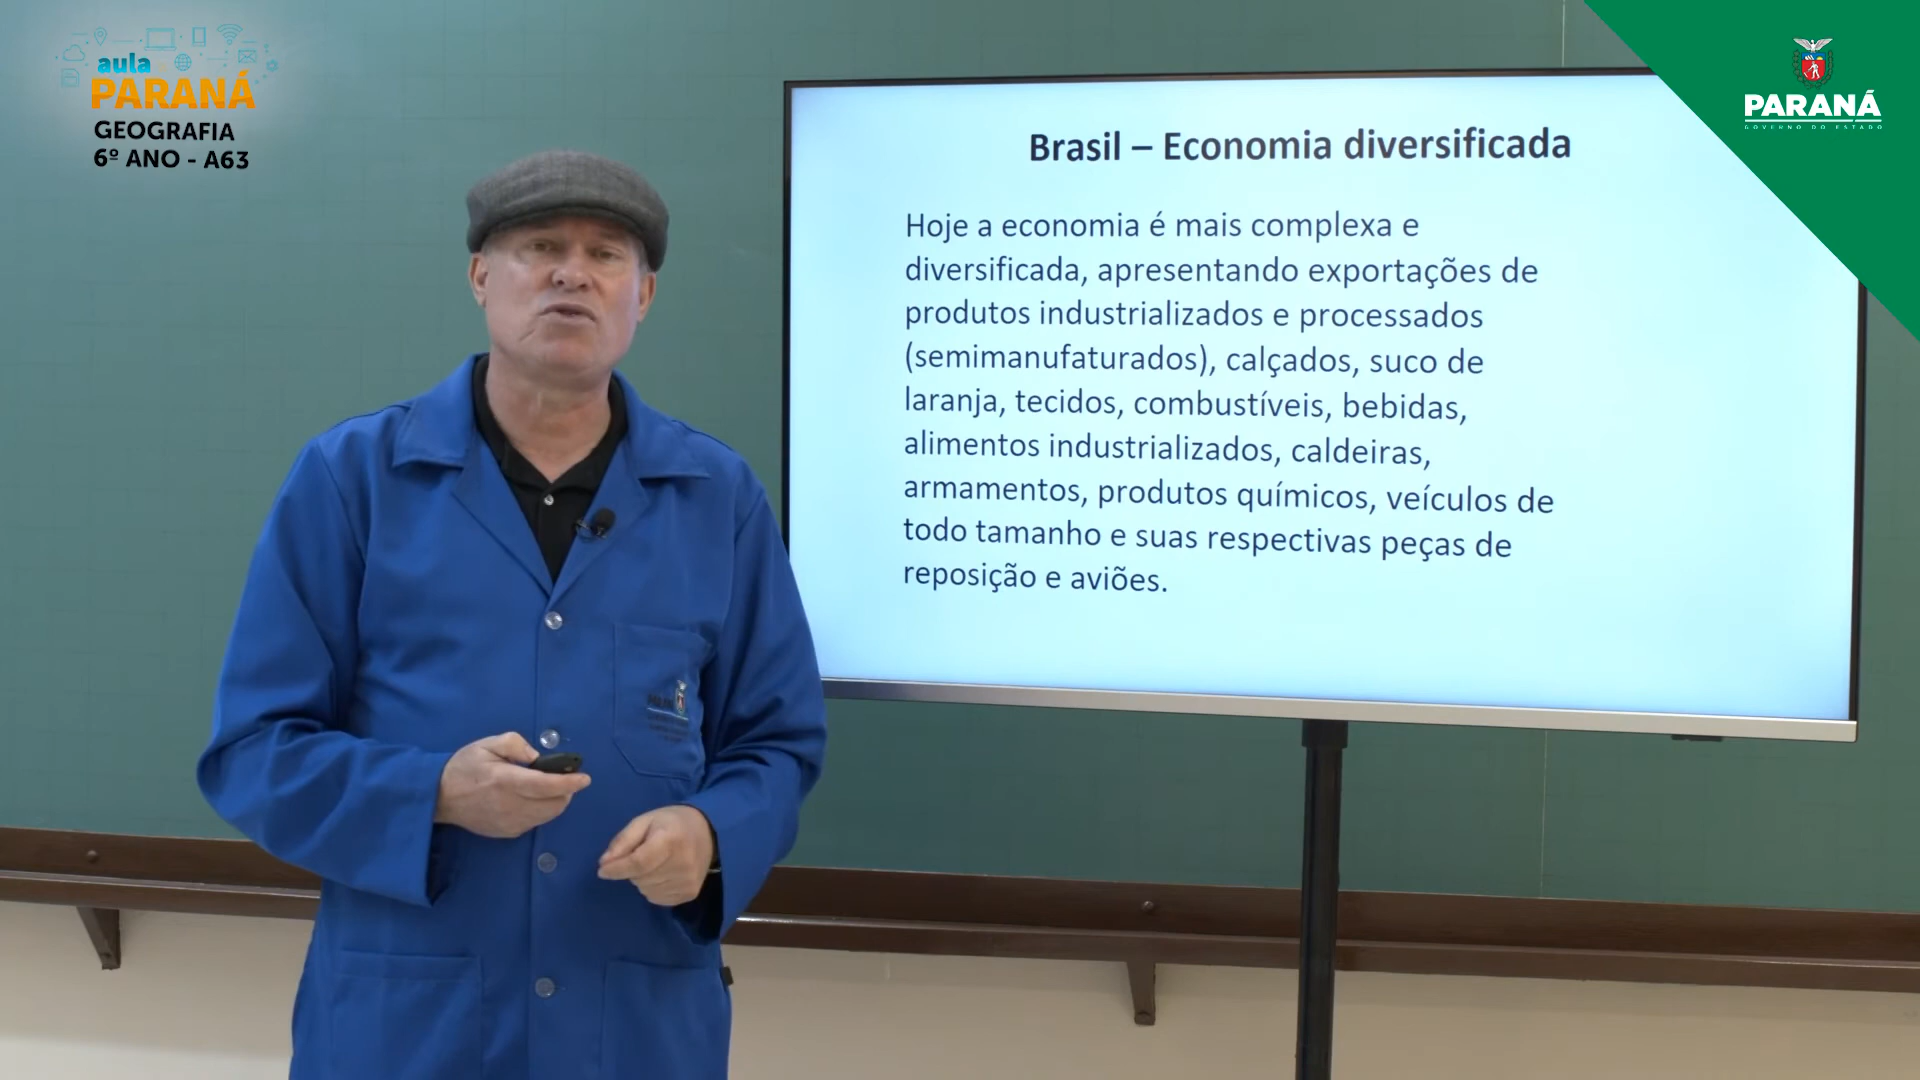 aula
PARANÁ
GEOGRAFIA
6º ANO - A63
PARANÁ
GOVERNO DO ESTADO
Brasil – Economia diversificada
Hoje a economia é mais complexa e
diversificada, apresentando exportações de
produtos industrializados e processados
(semimanufaturados), calçados, suco de
laranja, tecidos, combustíveis, bebidas,
alimentos industrializados, caldeiras,
armamentos, produtos químicos, veículos de
todo tamanho e suas respectivas peças de
reposição e aviões.